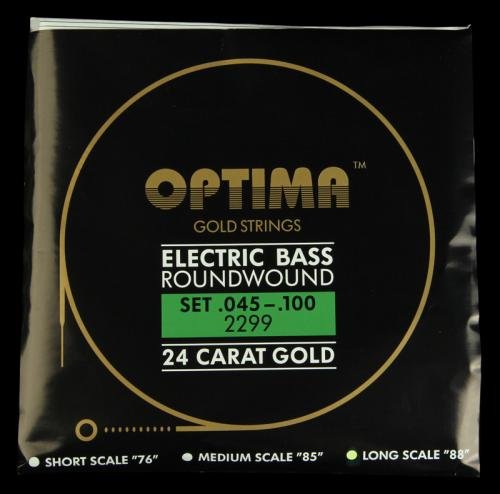 OPTIMA™
GOLD STRINGS
ELECTRIC BASS
ROUNDWOUND
SET .045–.100
2299
24 CARAT GOLD
SHORT SCALE "76" MEDIUM SCALE "85" LONG SCALE "88"